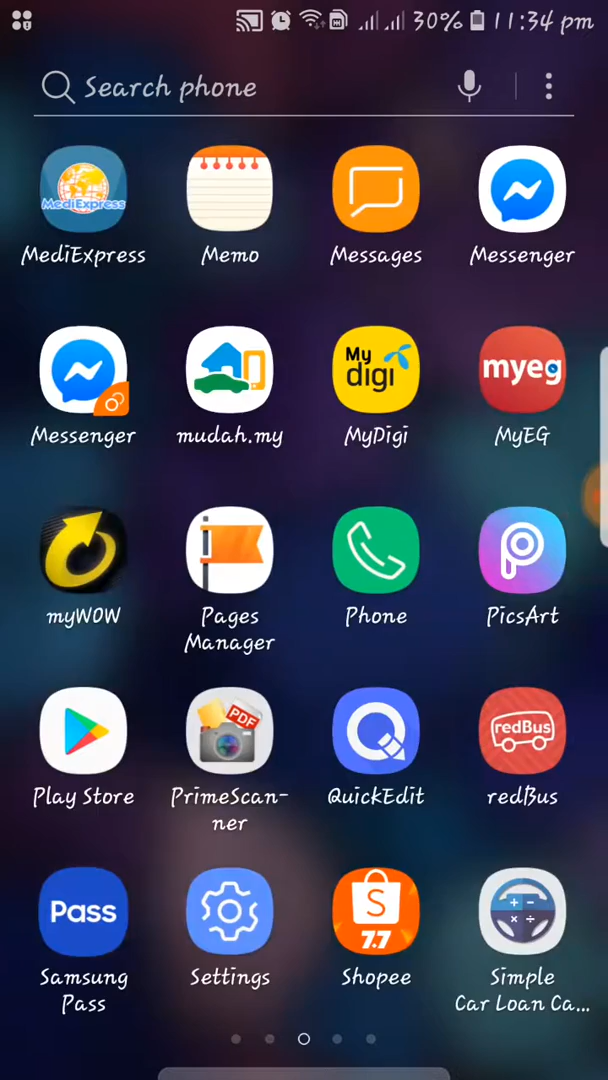 30% 11:34 pm
Search phone
MediExpress
MediExpress Memo Messages Messenger
My
digi
myeg
Messenger mudah.my MyDigi MyEG
myWOW Pages
Manager Phone PicsArt
PDF
redBus
Play Store PrimeScan-
ner QuickEdit redBus
Pass
S
7.7
Samsung
Pass Settings Shopee Simple
Car Loan Ca...